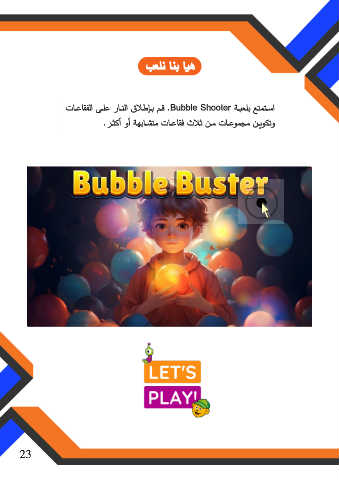 هيا بنا نلعب
استمتع بلعبة Bubble Shooter. قم بإطلاق النار على الفقاعات
وتكوين مجموعات من ثلاث فقاعات متشابهة أو أكثر .
Bubble Buster
LET'S
PLAY!
23